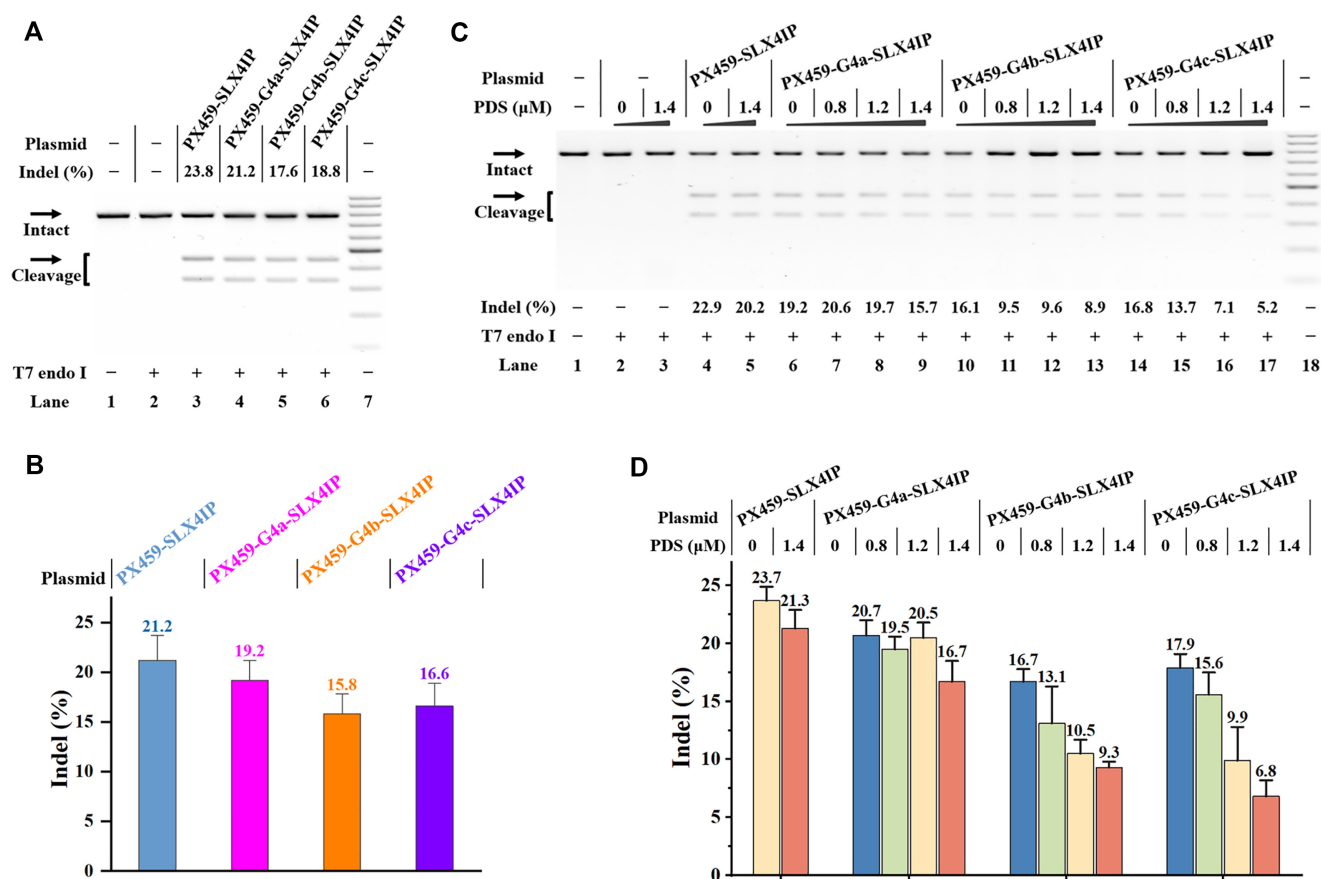 A
PX459-SLX4IP
PX459-G4a-SLX4IP
PX459-G4b-SLX4IP
PX459-G4c-SLX4IP
Plasmid – – –
Indel (%) – – 23.8 21.2 17.6 18.8 –
Intact
Cleavage
T7 endo I – + + + + + –
Lane 1 2 3 4 5 6 7
C
PX459-SLX4IP
PX459-G4a-SLX4IP
PX459-G4b-SLX4IP
PX459-G4c-SLX4IP
Plasmid – – –
PDS (μM) – 0 1.4 0 1.4 0 0.8 1.2 1.4 0 0.8 1.2 1.4 0 0.8 1.2 1.4 –
Intact
Cleavage
Indel (%) – – – 22.9 20.2 19.2 20.6 19.7 15.7 16.1 9.5 9.6 8.9 16.8 13.7 7.1 5.2 –
T7 endo I – + + + + + + + + + + + + + + + + –
Lane 1 2 3 4 5 6 7 8 9 10 11 12 13 14 15 16 17 18
B
PX459-SLX4IP
PX459-G4a-SLX4IP
PX459-G4b-SLX4IP
PX459-G4c-SLX4IP
Plasmid
25
20
15
10
5
0
Indel (%)
21.2
19.2
15.8
16.6
D
PX459-SLX4IP
PX459-G4a-SLX4IP
PX459-G4b-SLX4IP
PX459-G4c-SLX4IP
Plasmid
PDS (μM) 0 1.4 0 0.8 1.2 1.4 0 0.8 1.2 1.4 0 0.8 1.2 1.4
25
20
15
10
5
0
Indel (%)
23.7 21.3 20.7 19.5 20.5 16.7 16.7 13.1 10.5 9.3 17.9 15.6 9.9 6.8